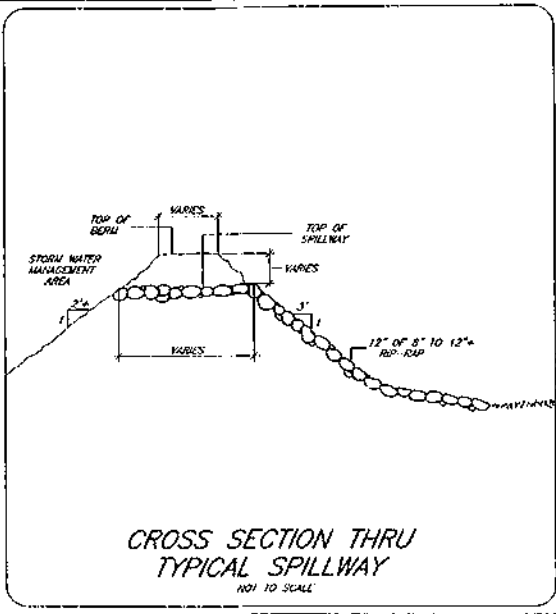 VARIES
TOP OF
BERM
TOP OF
SPILLWAY
STORM WATER
MANAGEMENT
AREA
VARIES
2'+
1
3'
1
VARIES
12" OF 8" TO 12"+
RIP-RAP
CROSS SECTION THRU
TYPICAL SPILLWAY
NOT TO SCALE